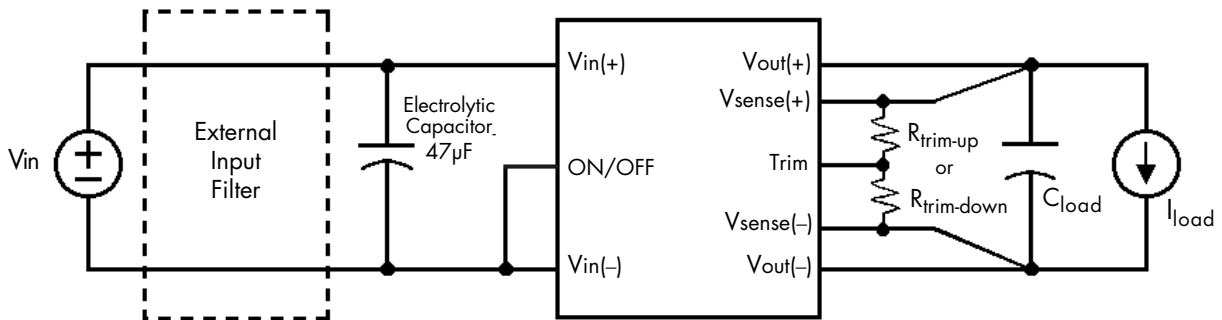 Vin
External
Input
Filter
Electrolytic
Capacitor
47µF
Vin(+)
ON/OFF
Vin(–)
Vout(+)
Vsense(+)
Trim
Vsense(–)
Vout(–)
Rtrim-up
or
Rtrim-down
Cload
Iload